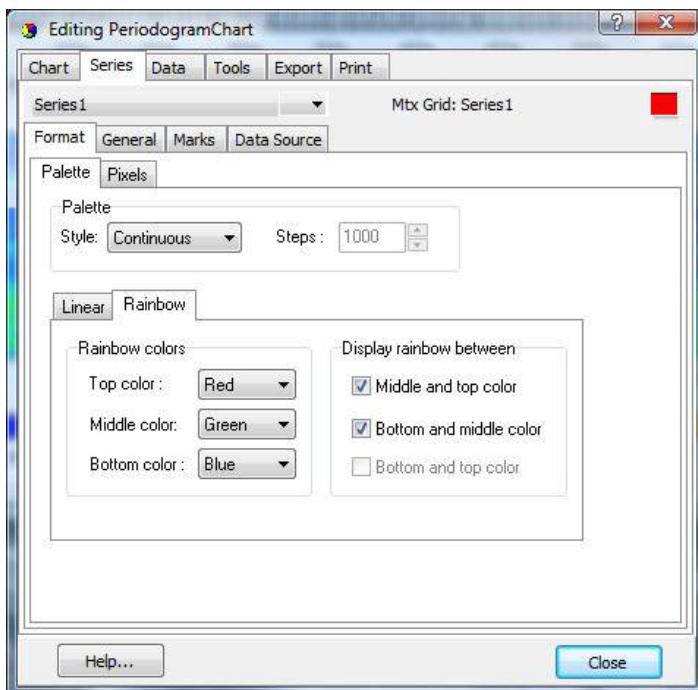 Editing PeriodogramChart
?
X
Chart Series Data Tools Export Print
Series1 Mtx Grid: Series1
Format General Marks Data Source
Palette Pixels
Palette
Style: Continuous Steps : 1000
Linear Rainbow
Rainbow colors Display rainbow between
Top color : Red Middle and top color
Middle color: Green Bottom and middle color
Bottom color : Blue Bottom and top color
Help... Close